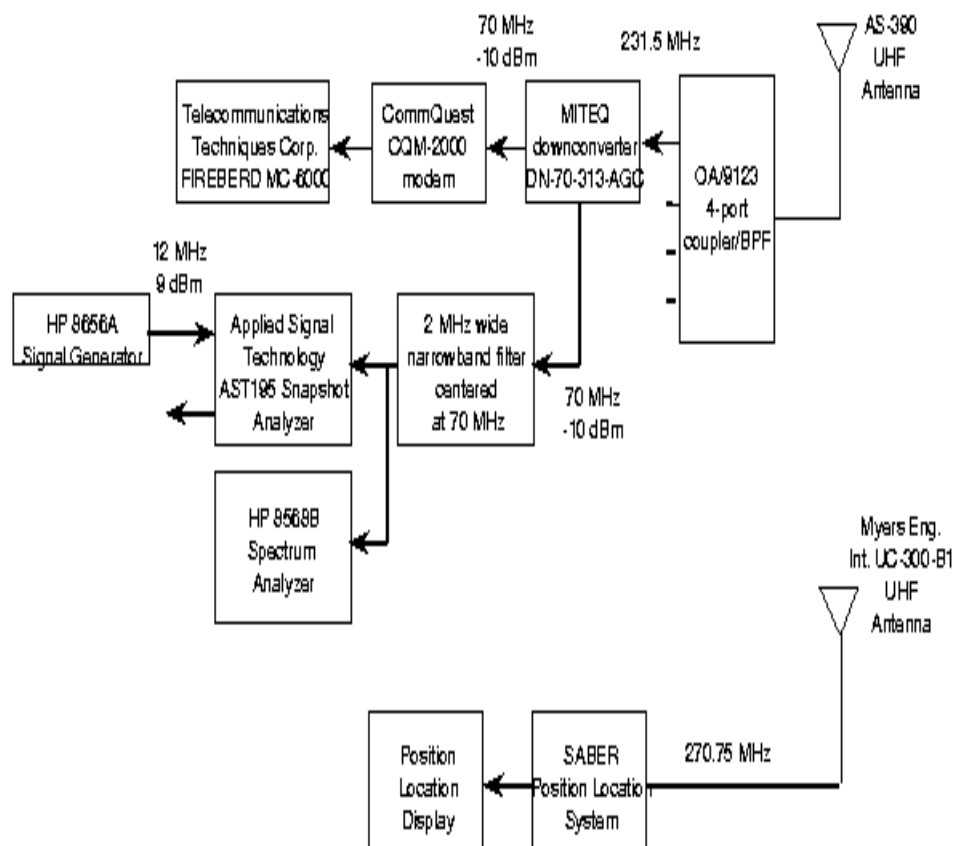 70 MHz
-10 dBm
231.5 MHz
AS-390
UHF
Antenna
Telecommunications
Techniques Corp.
FIREBERD MC-6000
CommQuest
CQM-2000
modem
MITEQ
downconverter
DN-70-313-AGC
OA/9123
4-port
coupler/BPF
12 MHz
9 dBm
HP 8656A
Signal Generator
Applied Signal
Technology
AST195 Snapshot
Analyzer
2 MHz wide
narrowband filter
centered
at 70 MHz
70 MHz
-10 dBm
HP 8569B
Spectrum
Analyzer
Myers Eng.
Int. UC-300-B1
UHF
Antenna
Position
Location
Display
SABER
Position Location
System
270.75 MHz